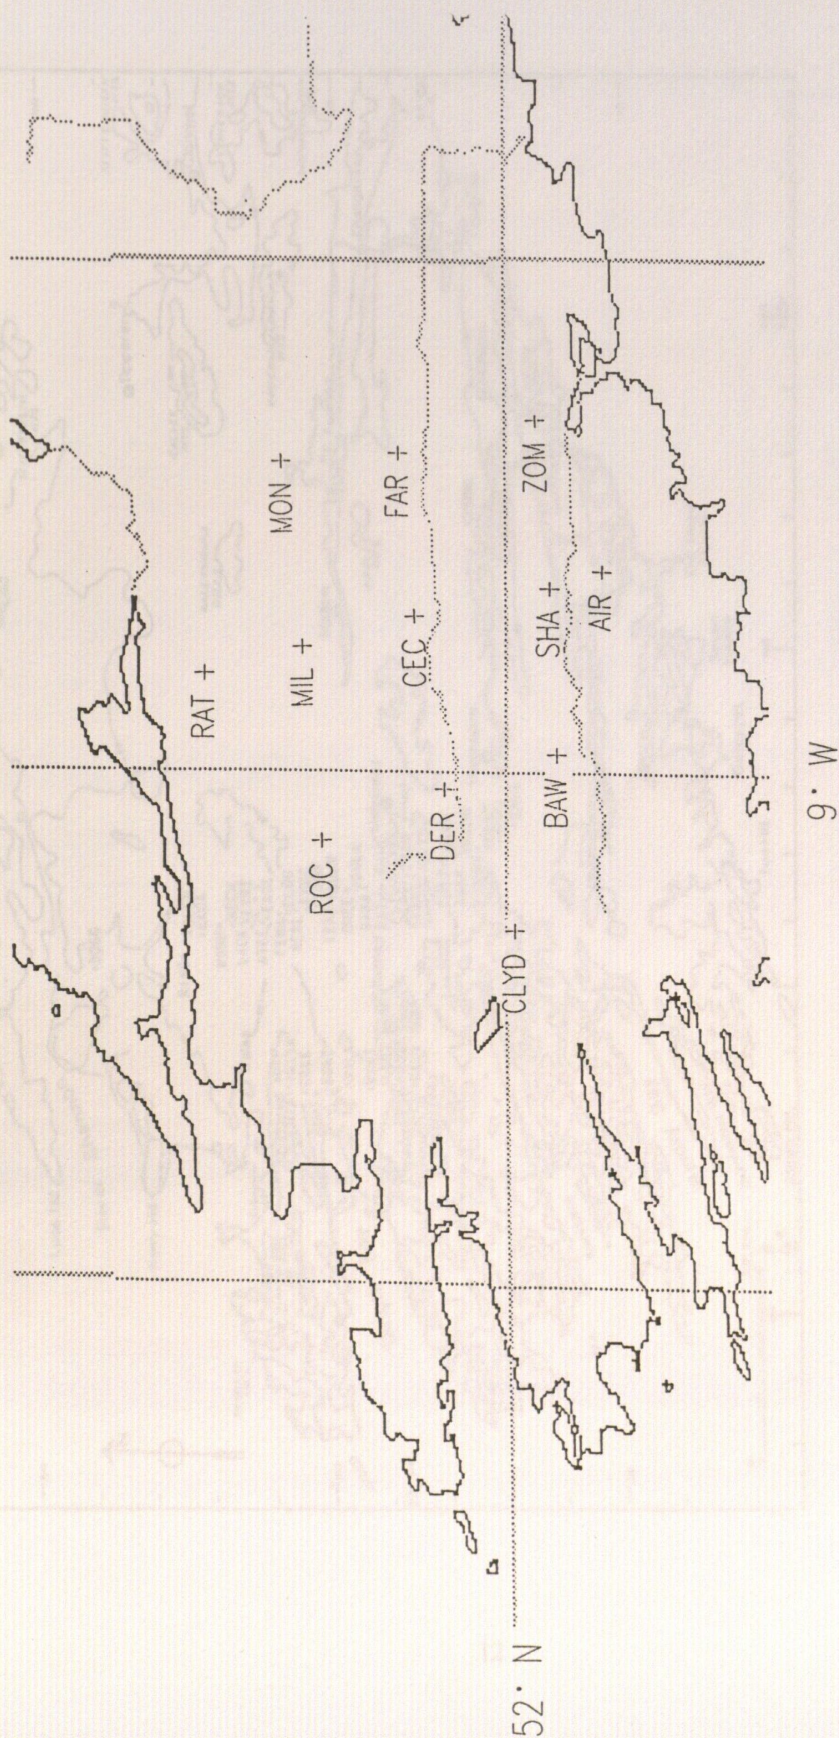 RAT +
MON +
MIL +
ROC +
FAR +
CEC +
DER +
CLYD +
ZOM +
SHA +
AIR +
BAW +
52° N
9° W